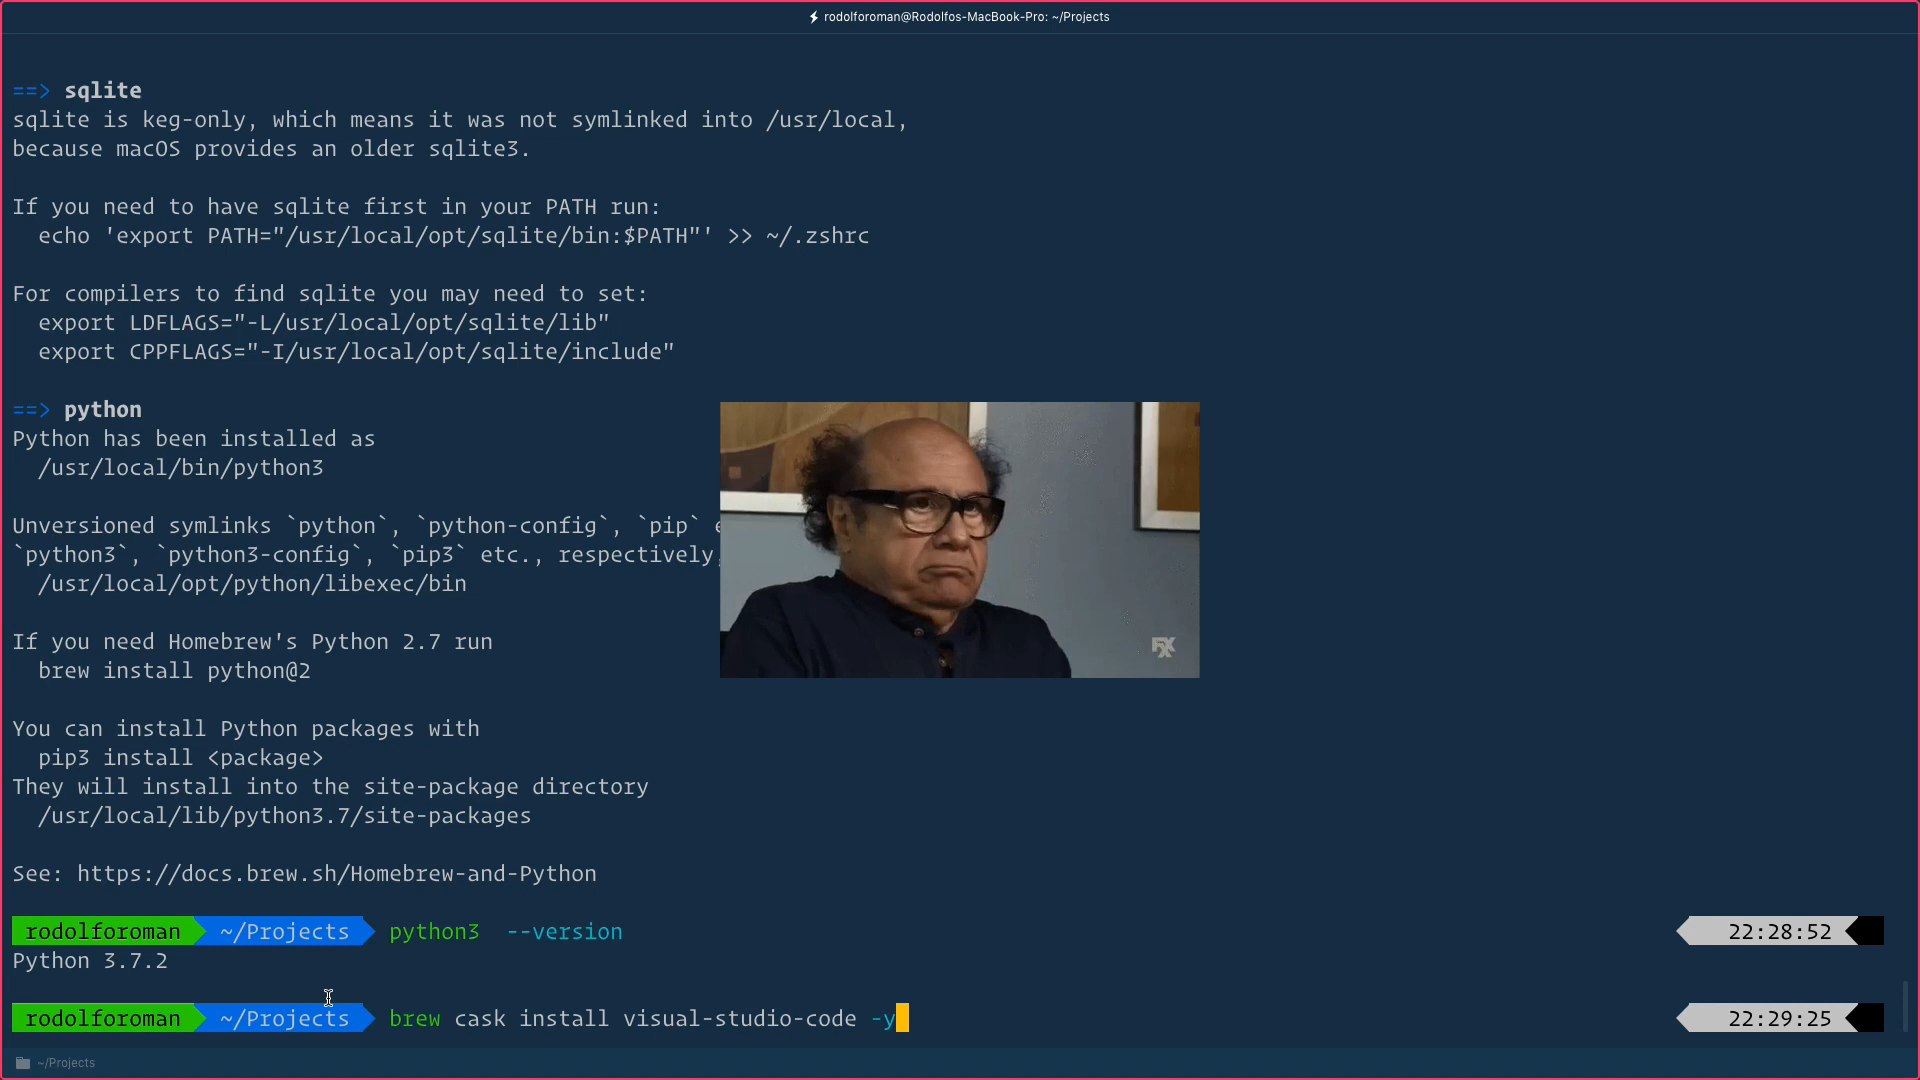 rodolforoman@Rodolfos-MacBook-Pro: ~/Projects
==> sqlite
sqlite is keg-only, which means it was not symlinked into /usr/local,
because macOS provides an older sqlite3.
If you need to have sqlite first in your PATH run:
echo 'export PATH="/usr/local/opt/sqlite/bin:$PATH"' >> ~/.zshrc
For compilers to find sqlite you may need to set:
export LDFLAGS="-L/usr/local/opt/sqlite/lib"
export CPPFLAGS="-I/usr/local/opt/sqlite/include"
==> python
Python has been installed as
/usr/local/bin/python3
Unversioned symlinks `python`, `python-config`, `pip`
`python3`, `python3-config`, `pip3` etc., respectively,
/usr/local/opt/python/libexec/bin
If you need Homebrew's Python 2.7 run
brew install python@2
You can install Python packages with
pip3 install <package>
They will install into the site-package directory
/usr/local/lib/python3.7/site-packages
See: https://docs.brew.sh/Homebrew-and-Python
rodolforoman ~/Projects python3 --version 22:28:52
Python 3.7.2
rodolforoman ~/Projects brew cask install visual-studio-code -y 22:29:25
~/Projects
FX